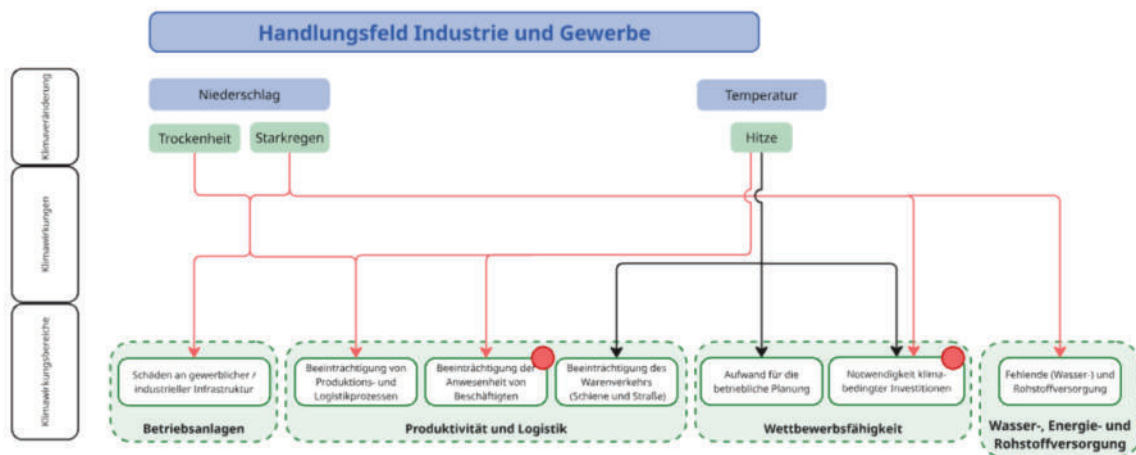 Handlungsfeld Industrie und Gewerbe
Klimaveränderung
Niederschlag
Temperatur
Trockenheit
Starkregen
Hitze
Klimawirkungen
Klimawirkungsbereiche
Schäden an gewerblicher /
industrieller Infrastruktur
Betriebsanlagen
Beeinträchtigung von
Produktions- und
Logistikprozessen
Beeinträchtigung der
Anwesenheit von
Beschäftigten
Beeinträchtigung des
Warenverkehrs
(Schiene und Straße)
Produktivität und Logistik
Aufwand für die
betriebliche Planung
Notwendigkeit klima-
bedingter Investitionen
Wettbewerbsfähigkeit
Fehlende (Wasser-) und
Rohstoffversorgung
Wasser-, Energie- und
Rohstoffversorgung